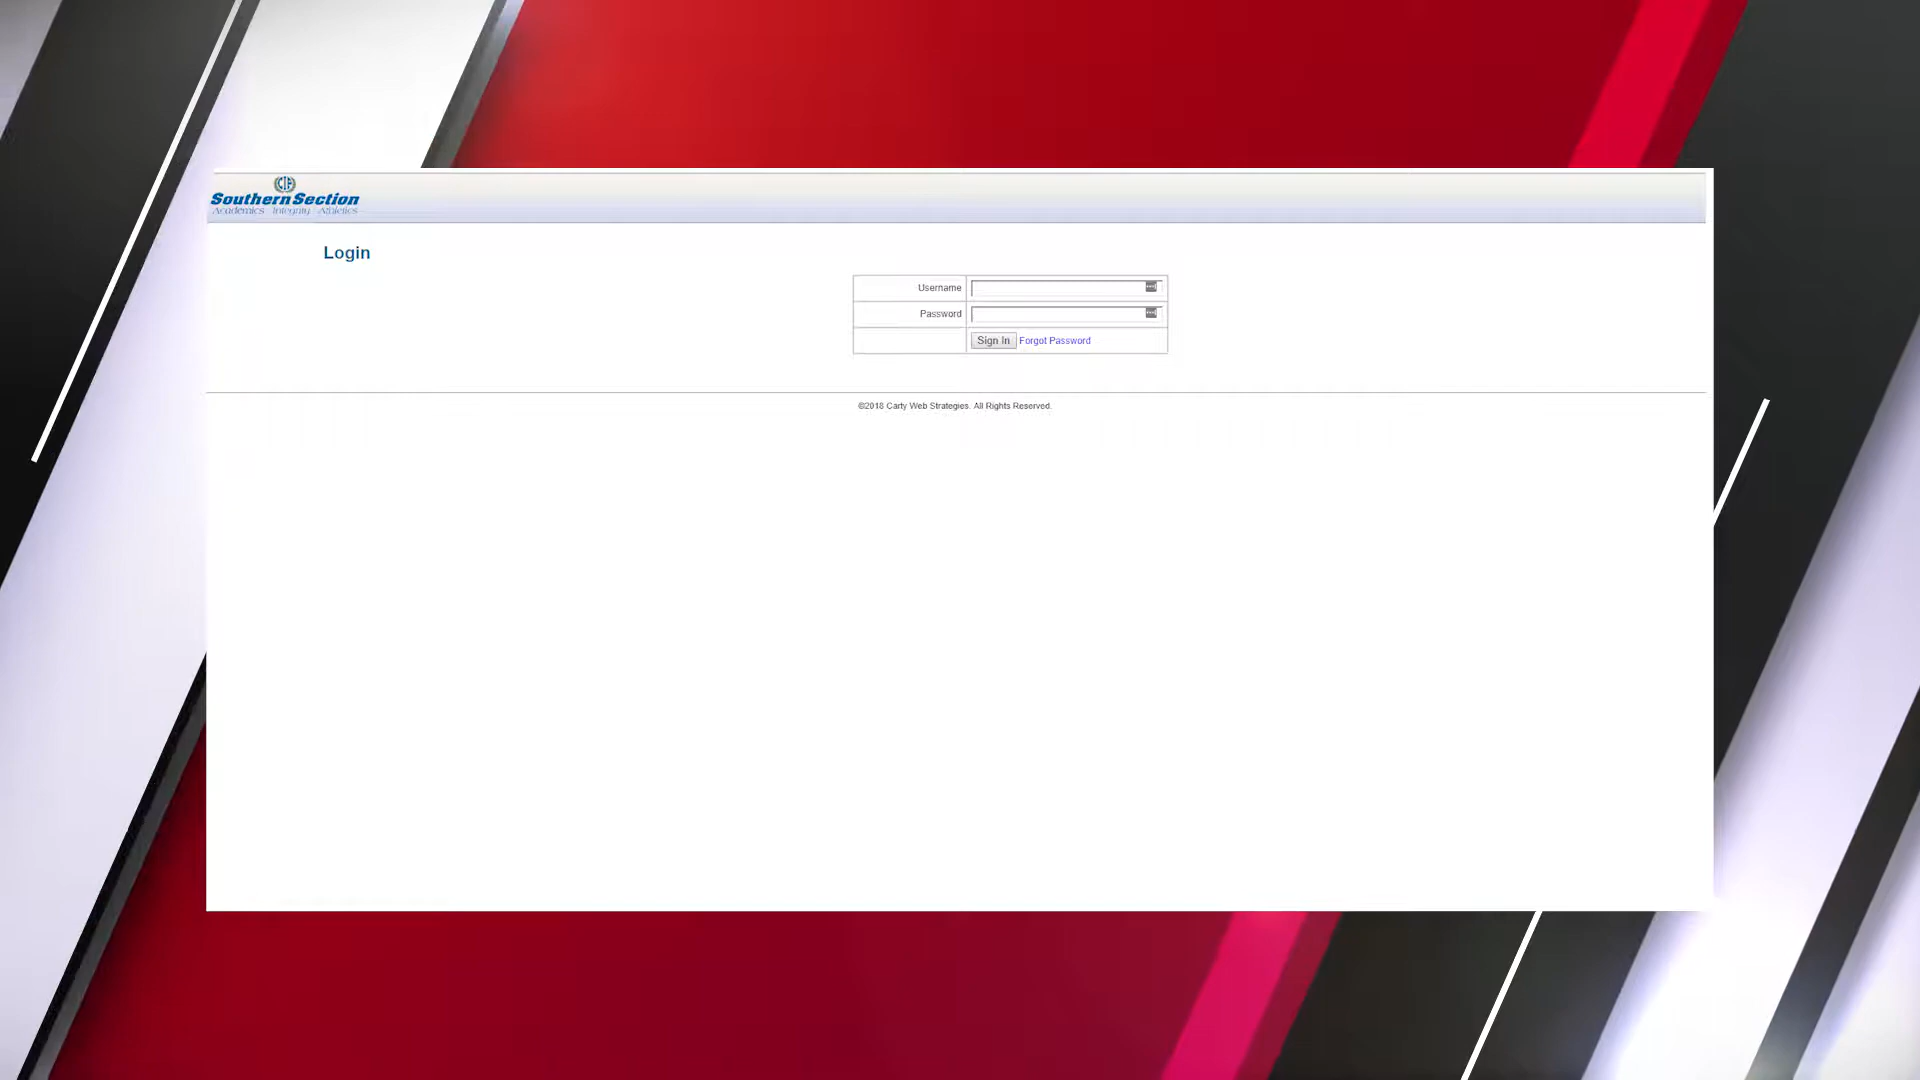 CIF
Southern Section
Academics Integrity Athletics
Login
Username
Password
Sign In Forgot Password
©2018 Carty Web Strategies. All Rights Reserved.